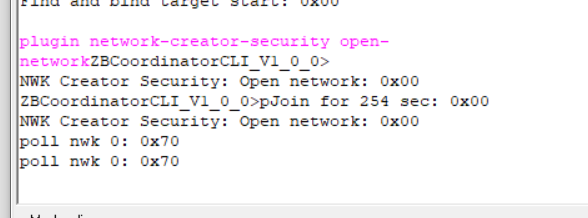 Find and bind target start: 0x00
plugin network-creator-security open-
networkZBCoordinatorCLI_V1_0_0>
NWK Creator Security: Open network: 0x00
ZBCoordinatorCLI_V1_0_0>pJoin for 254 sec: 0x00
NWK Creator Security: Open network: 0x00
poll nwk 0: 0x70
poll nwk 0: 0x70